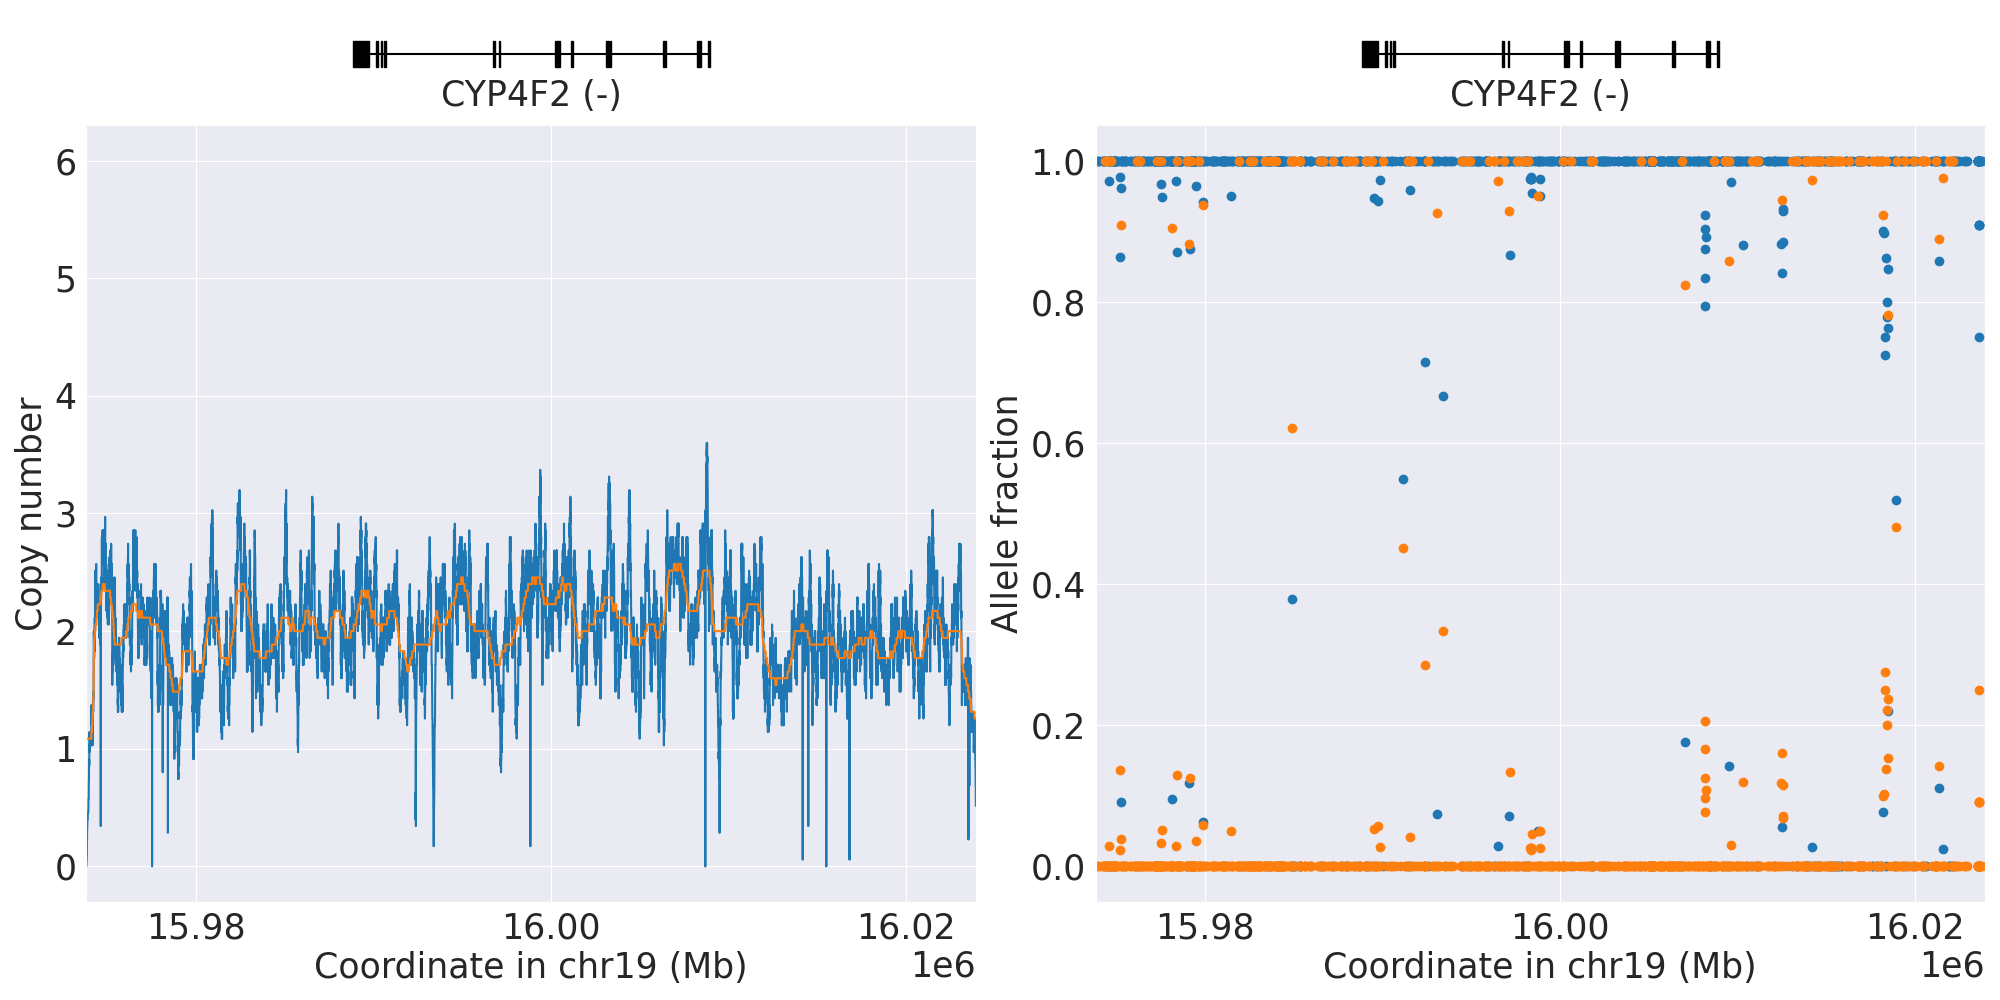 CYP4F2 (-)
6
5
4
3
2
1
0
Copy number
15.98
16.00
16.02
Coordinate in chr19 (Mb)
1e6
CYP4F2 (-)
1.0
0.8
0.6
0.4
0.2
0.0
Allele fraction
15.98
16.00
16.02
Coordinate in chr19 (Mb)
1e6